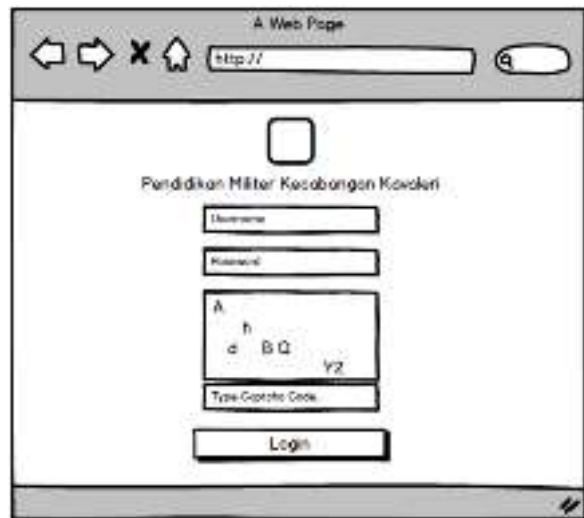 A Web Page
http://
Pendidikan Militer Kecabangan Kavaleri
Username
Password
A
h
d B Q
YZ
Type Captcha Code
Login